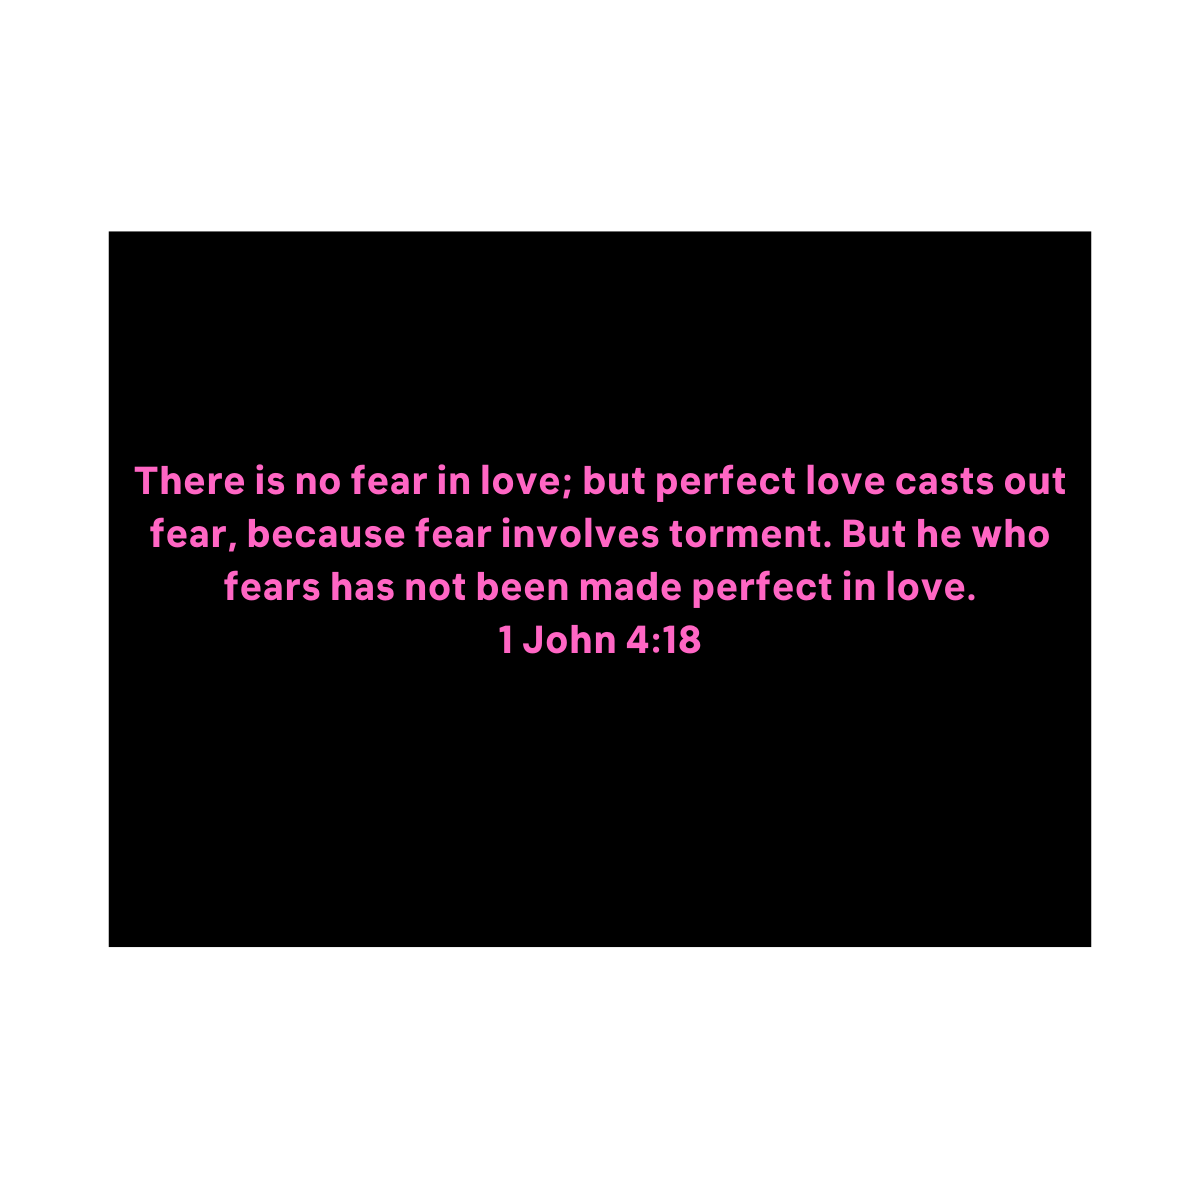 There is no fear in love; but perfect love casts out
fear, because fear involves torment. But he who
fears has not been made perfect in love.
1 John 4:18